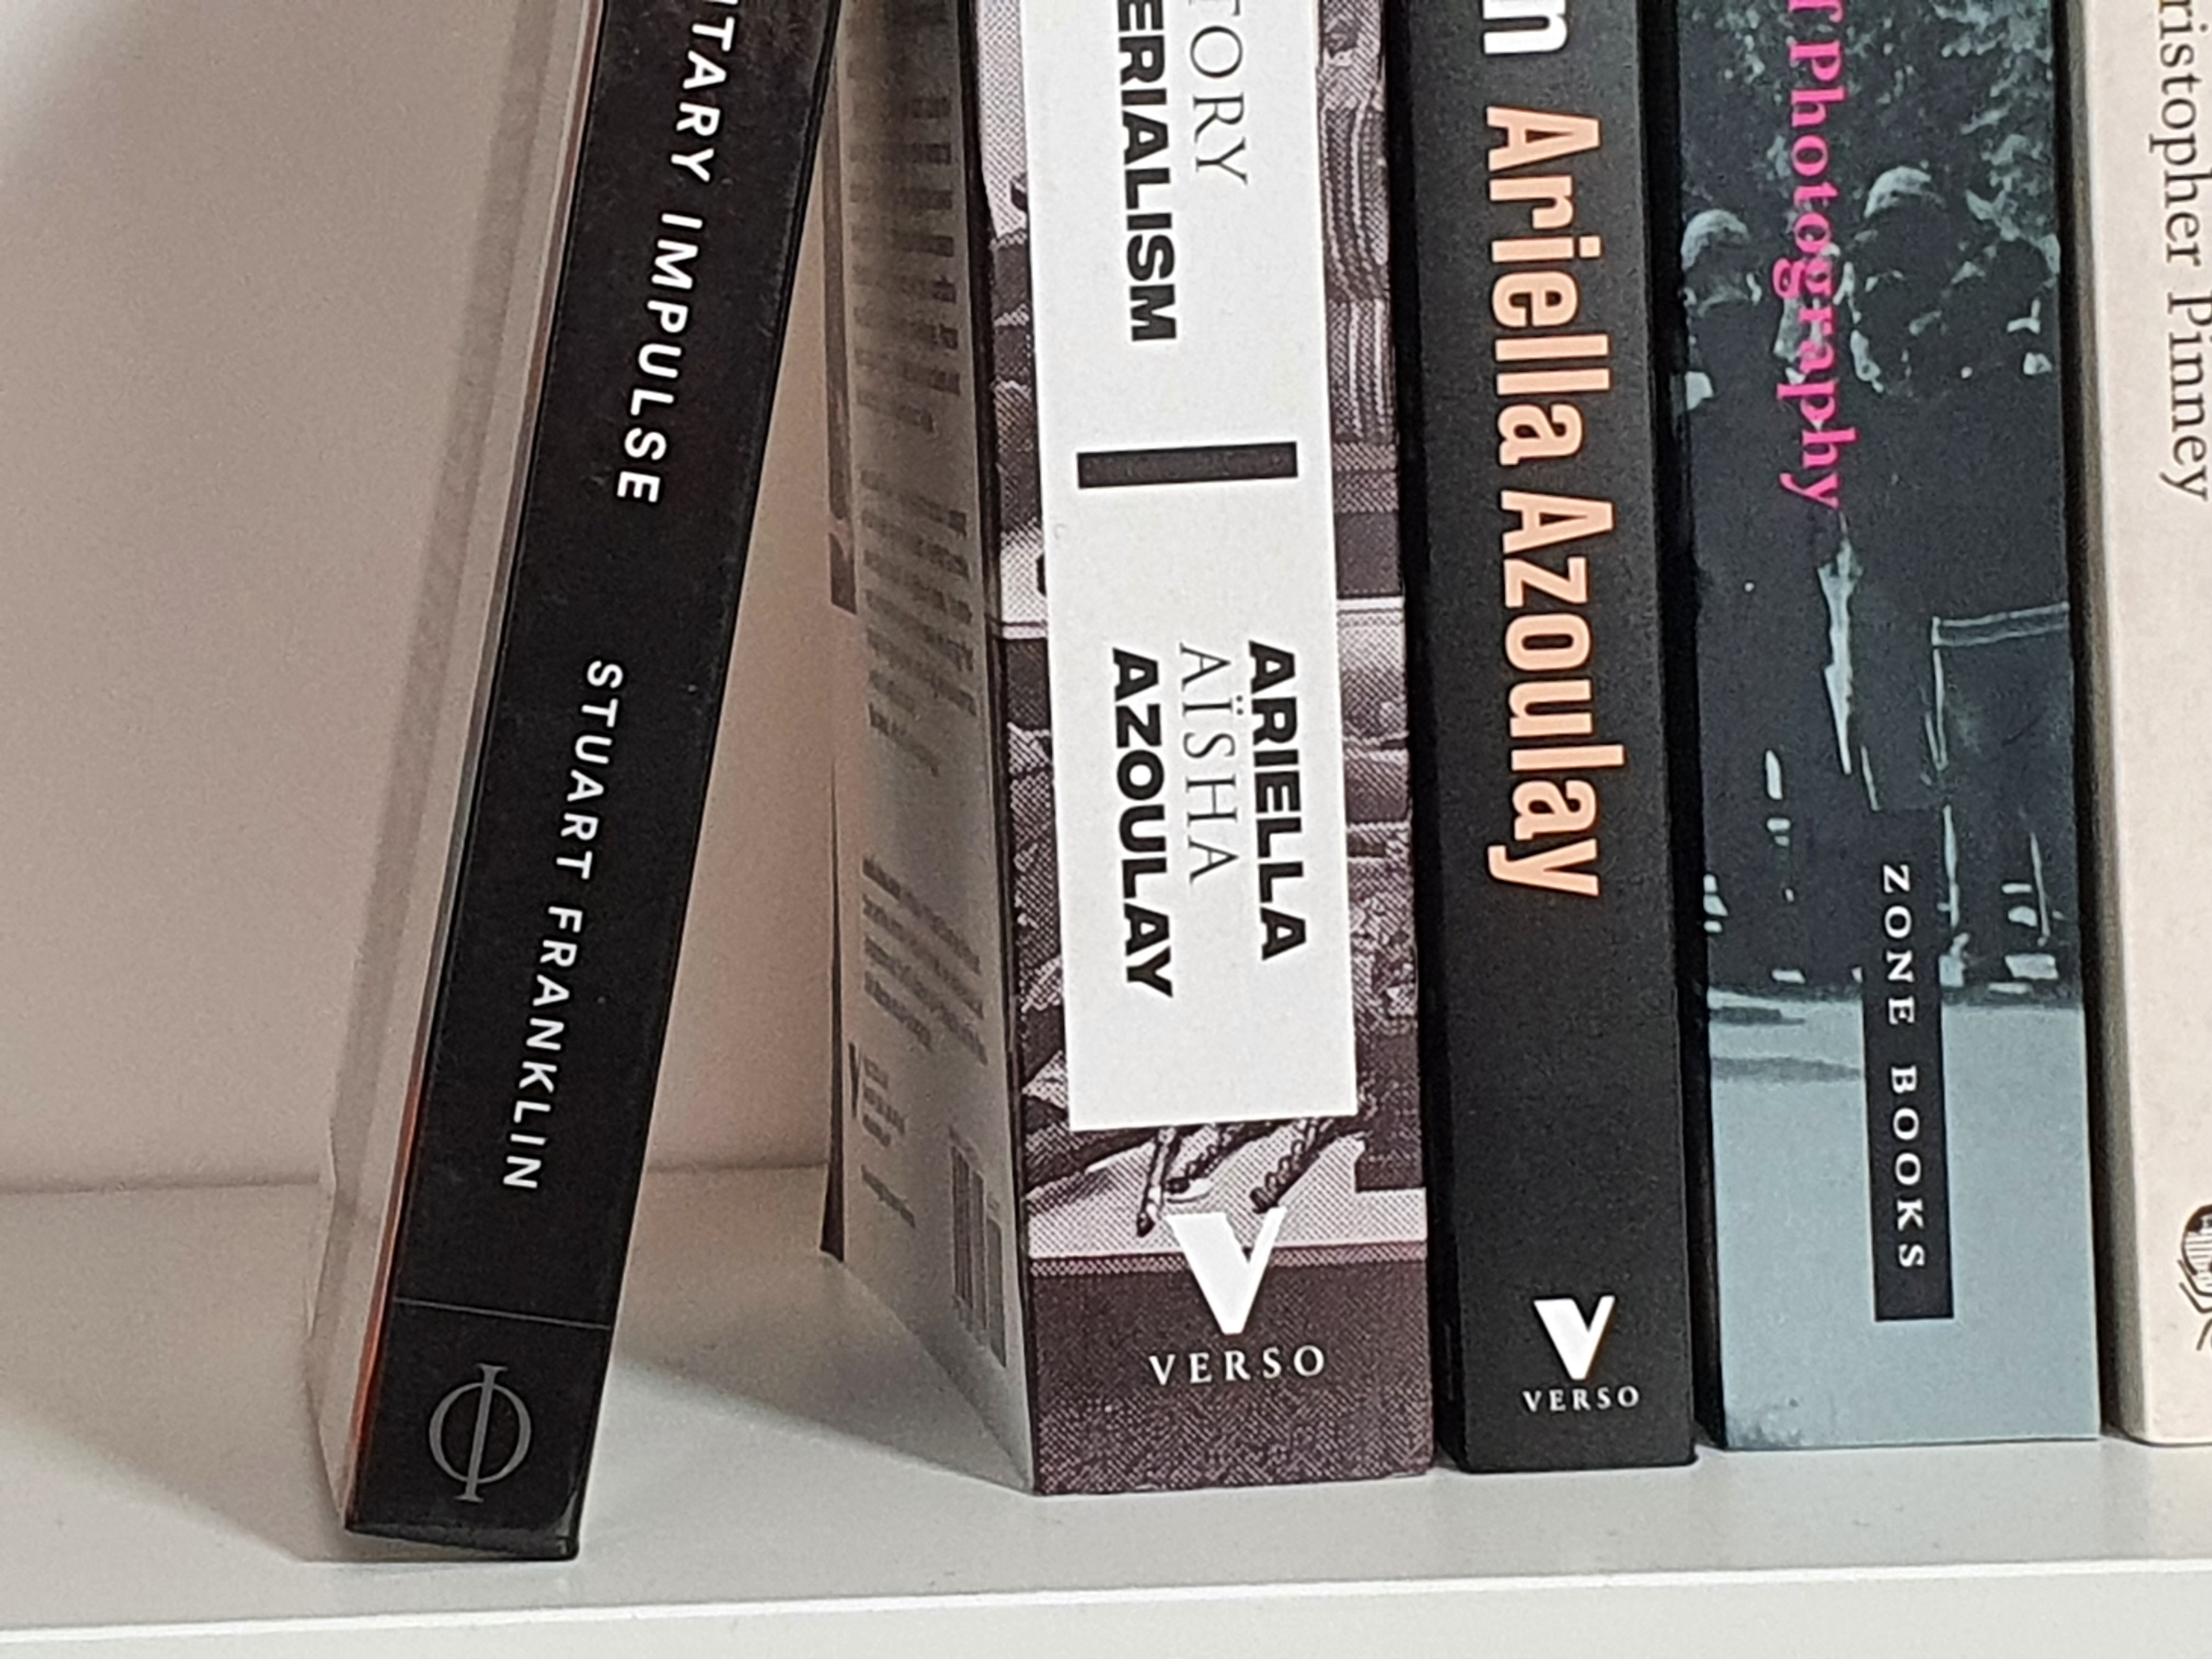 TARY IMPULSE
STUART FRANKLIN
TORY
ERIALISM
ARIELLA
AÏSHA
AZOULAY
VERSO
n Ariella Azoulay
VERSO
Photography
ZONE BOOKS
ristopher Pinney